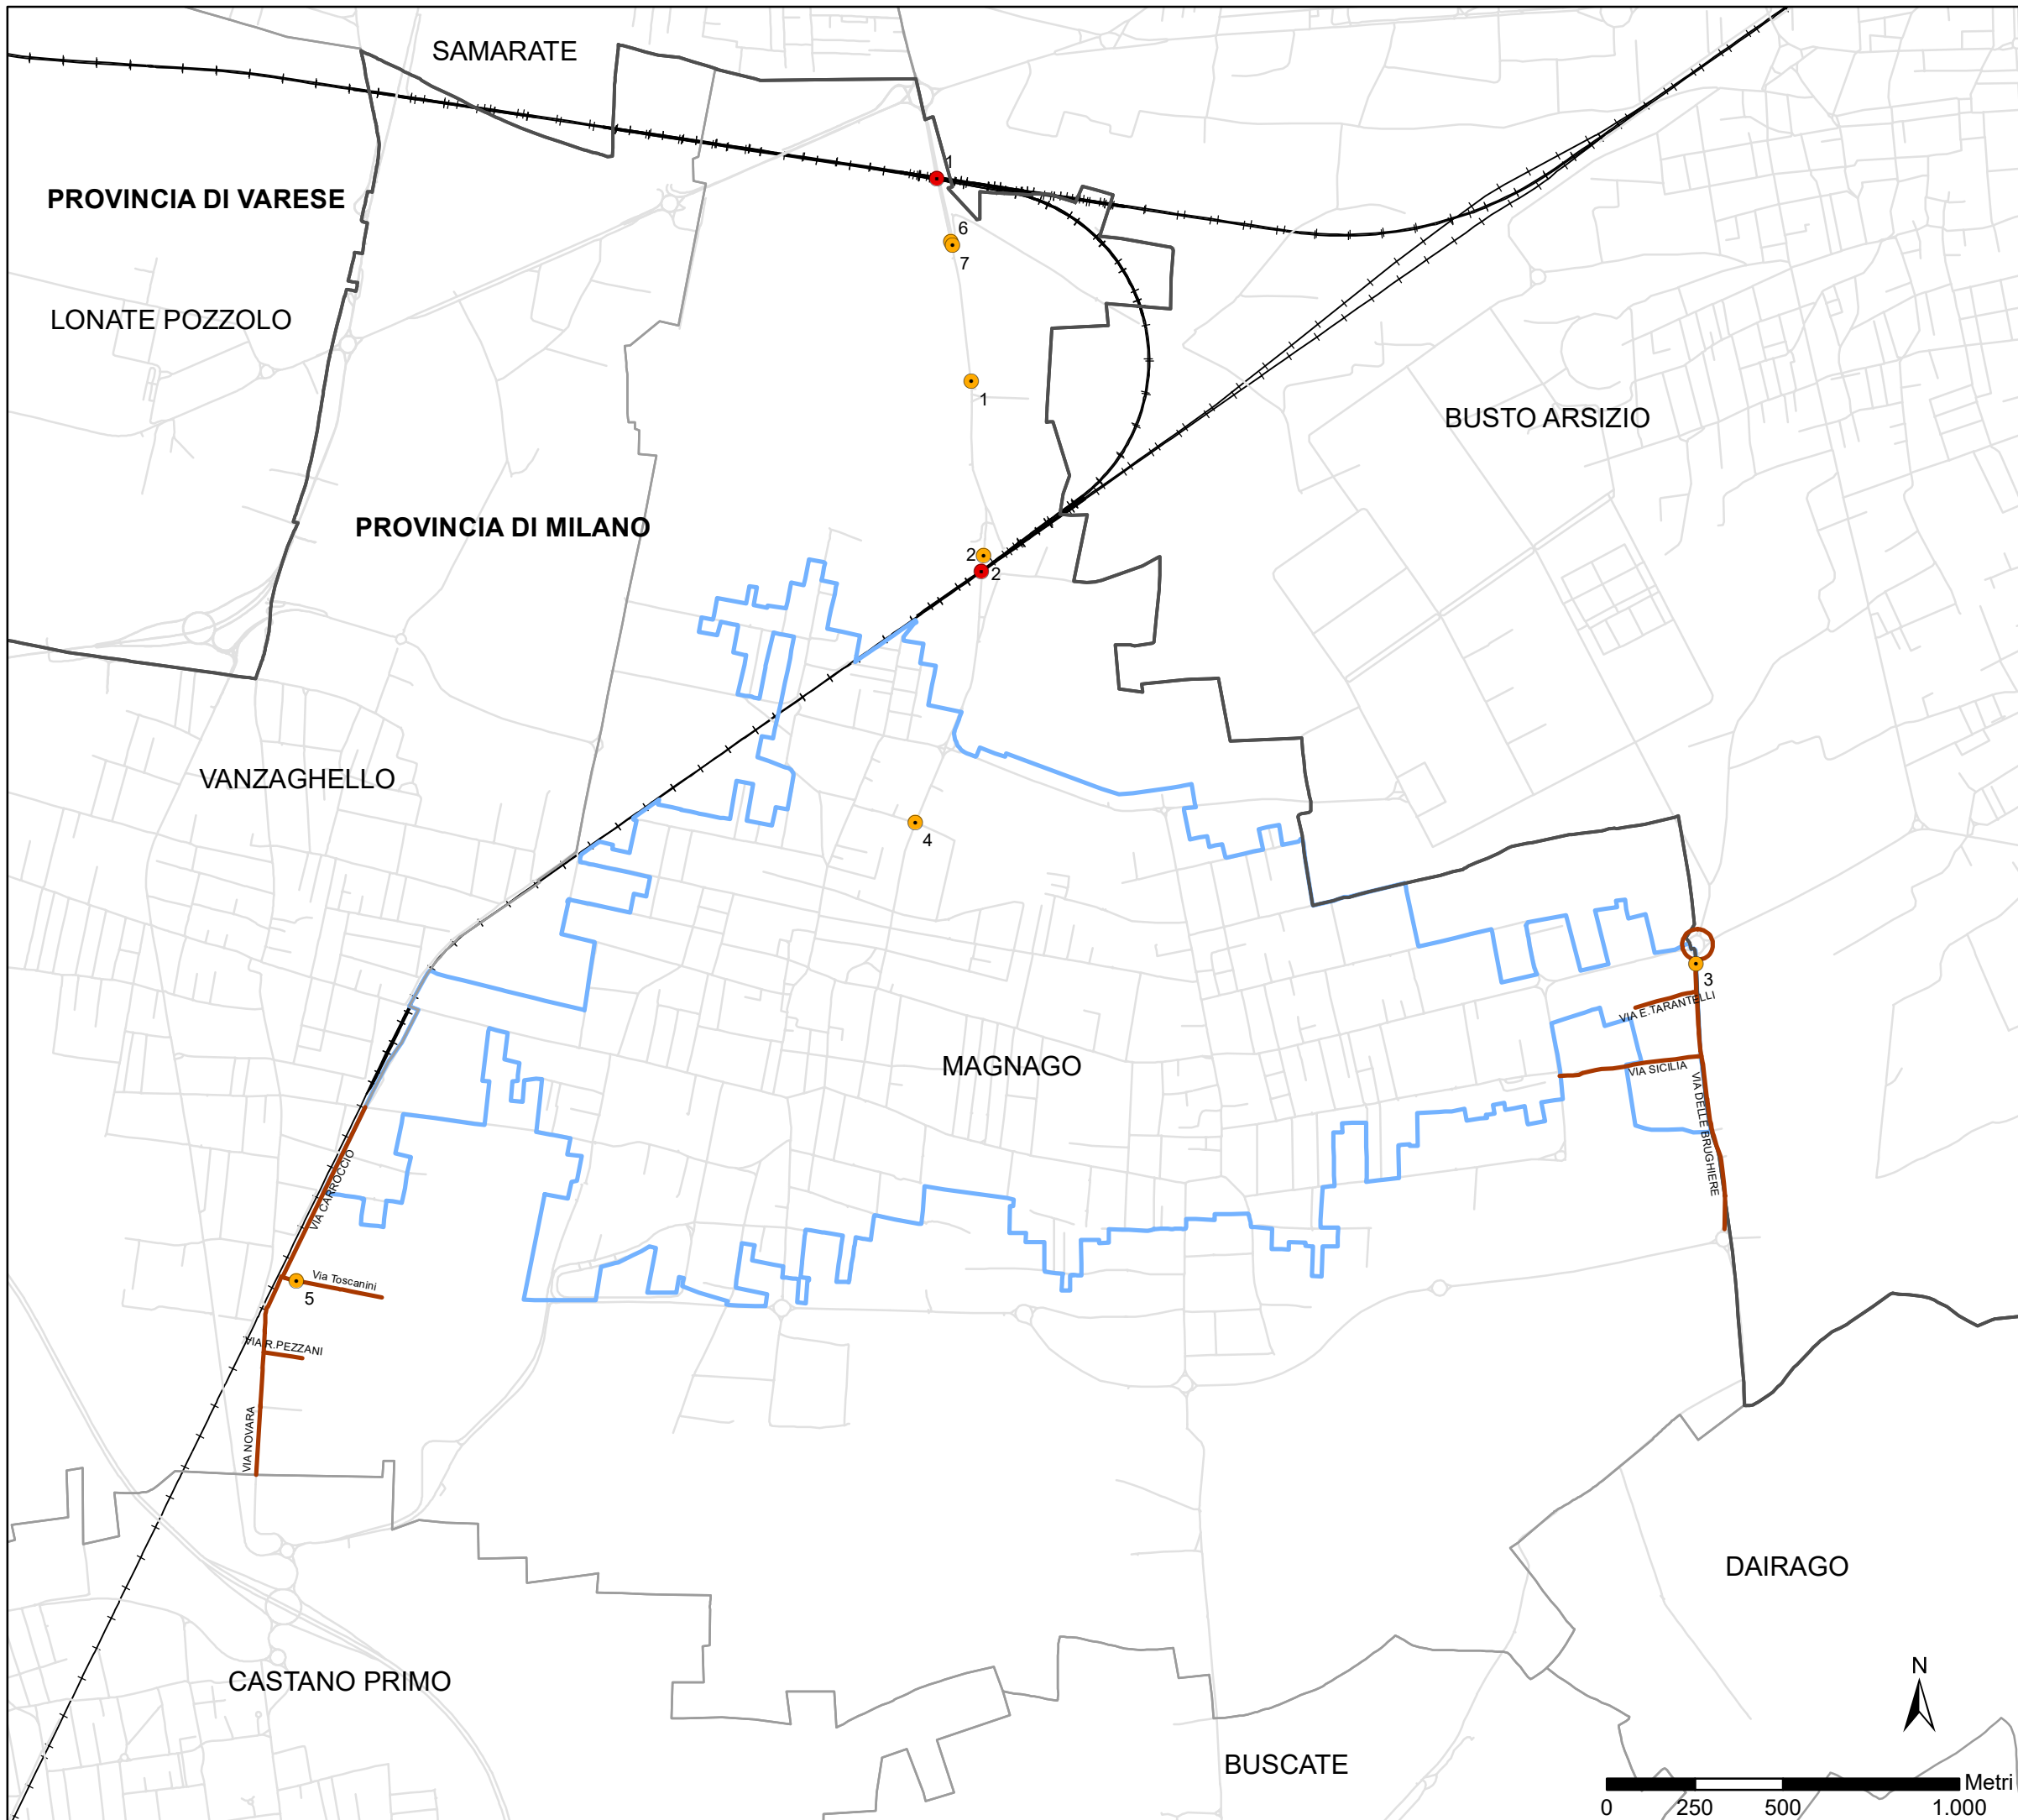 SAMARATE
1
PROVINCIA DI VARESE
6
7
LONATE POZZOLO
1
BUSTO ARSIZIO
PROVINCIA DI MILANO
2
2
VANZAGHELLO
4
3
VIA E.TARANTELLI
MAGNAGO
VIA SICILIA
VIA DELLE BRUGHIERE
VIA CARROCCIO
Via Toscanini
5
VIA R.PEZZANI
VIA NOVARA
DAIRAGO
N
CASTANO PRIMO
BUSCATE
Metri
0 250 500 1.000